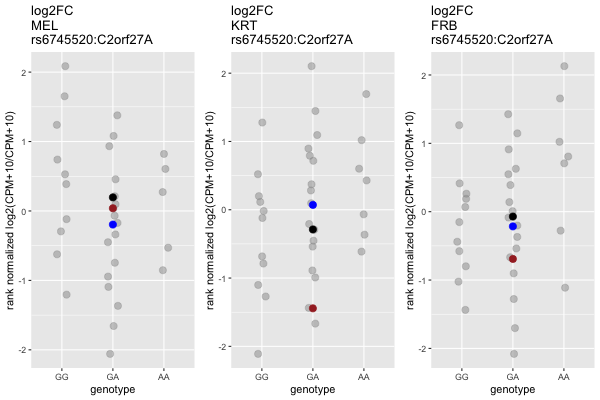 log2FC
MEL
rs6745520:C2orf27A
rank normalized log2(CPM+10/CPM+10)
2
1
0
-1
-2
GG GA AA
genotype
log2FC
KRT
rs6745520:C2orf27A
rank normalized log2(CPM+10/CPM+10)
2
1
0
-1
-2
GG GA AA
genotype
log2FC
FRB
rs6745520:C2orf27A
rank normalized log2(CPM+10/CPM+10)
2
1
0
-1
-2
GG GA AA
genotype